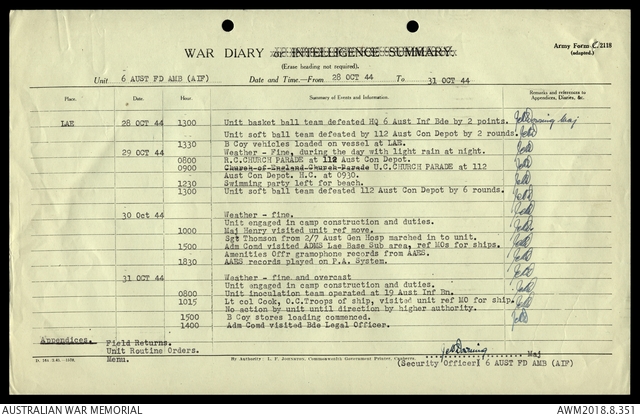 WAR DIARY or INTELLIGENCE SUMMARY.
(Erase heading not required).
Army Form C. 2118
(adapted.)
Unit 6 AUST FD AMB (AIF) Date and Time.—From 28 OCT 44 To 31 OCT 44
Place. Date. Hour. Summary of Events and Information. Remarks and references to Appendices, Diaries, &c.
LAE 28 OCT 44 1300 Unit basket ball team defeated HQ 6 Aust Inf Bde by 2 points. Maj
Unit soft ball team defeated by 112 Aust Con Depot by 2 rounds.
1330 B Coy vehicles loaded on vessel at LAE.
29 OCT 44 Weather - Fine, during the day with light rain at night.
0800 R.C.CHURCH PARADE at 112 Aust Con Depot.
0900 Church of England Church Parade U.C.CHURCH PARADE at 112
Aust Con Depot. H.C. at 0930.
1230 Swimming party left for beach.
1300 Unit soft ball team defeated 112 Aust Con Depot by 6 rounds.
30 Oct 44 Weather - fine.
Unit engaged in camp construction and duties.
1000 Maj Henry visited unit ref move.
Sgt Thomson from 2/7 Aust Gen Hosp marched in to unit.
1500 Adm Comd visited ADMS Lae Base Sub area, ref MOs for ships.
Amenities Offr gramophone records from AAES.
1830 AAES records played on P.A. System.
31 OCT 44 Weather - fine and overcast
Unit engaged in camp construction and duties.
0800 Unit inoculation team operated at 19 Aust Inf Bn.
1015 Lt col Cook, O.C.Troops of ship, visited unit ref MO for ship.
No action by unit until direction by higher authority.
1500 B Coy stores loading commenced.
1400 Adm Comd visited Bde Legal Officer.
Appendices. Field Returns.
Unit Routine Orders.
Menu.
Maj
(Security Officer) 6 AUST FD AMB (AIF)
By Authority: L. F. Johnston, Commonwealth Government Printer, Canberra.
AUSTRALIAN WAR MEMORIAL
AWM2018.8.351